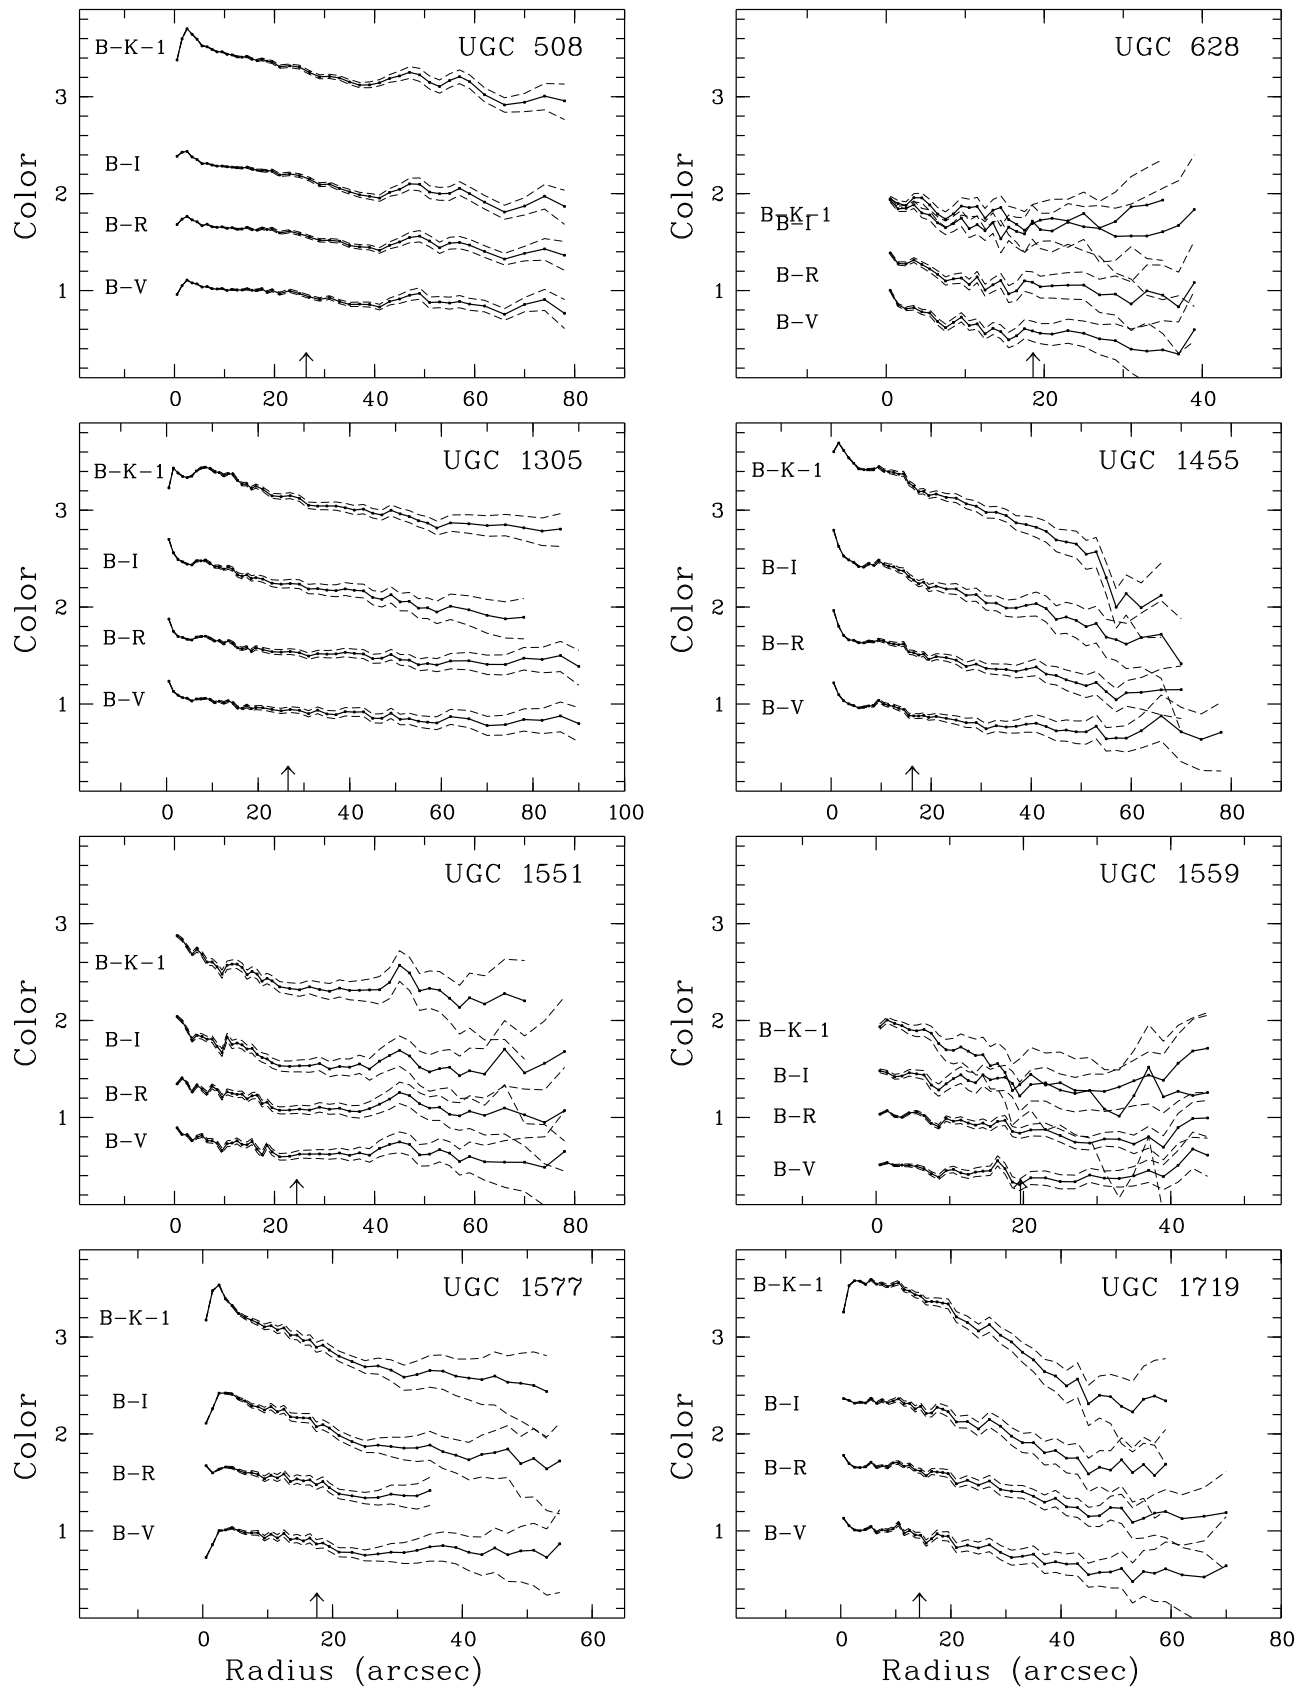 B-K-1
UGC 508
3
B-I
2
B-R
B-V
1
Color
0 20 40 60 80
UGC 628
3
2
B-K-1
B-I
B-R
B-V
1
Color
0 20 40
B-K-1
UGC 1305
3
B-I
2
B-R
B-V
1
Color
0 20 40 60 80 100
B-K-1
UGC 1455
3
B-I
2
B-R
B-V
1
Color
0 20 40 60 80
UGC 1551
3
B-K-1
2
B-I
B-R
1
B-V
Color
0 20 40 60 80
UGC 1559
3
2
B-K-1
B-I
B-R
1
B-V
Color
0 20 40
UGC 1577
B-K-1
3
B-I
2
B-R
B-V
1
Color
0 20 40 60
Radius (arcsec)
B-K-1
UGC 1719
3
B-I
2
B-R
B-V
1
Color
0 20 40 60 80
Radius (arcsec)